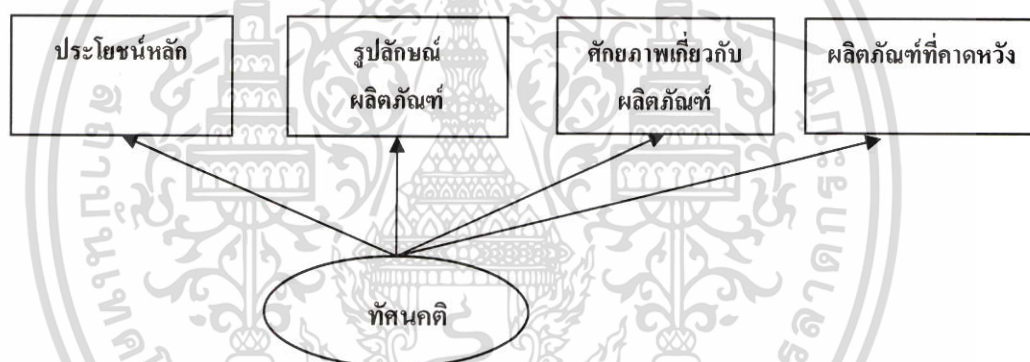 ประโยชน์หลัก
รูปลักษณ์
ผลิตภัณฑ์
ศักยภาพเกี่ยวกับ
ผลิตภัณฑ์
ผลิตภัณฑ์ที่คาดหวัง
ทัศนคติ